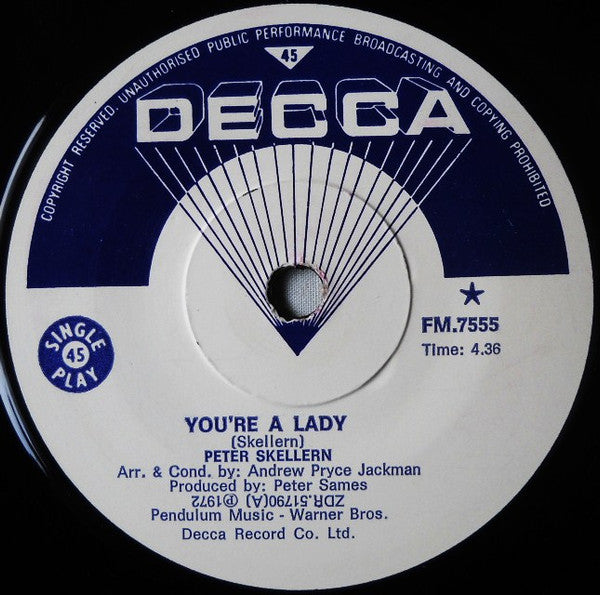 COPYRIGHT RESERVED. UNAUTHORISED PUBLIC PERFORMANCE BROADCASTING AND COPYING PROHIBITED
45
DECCA
FM.7555
Time: 4.36
SINGLE
45
PLAY
YOU'RE A LADY
(Skellern)
PETER SKELLERN
Arr. & Cond. by: Andrew Pryce Jackman
Produced by: Peter Sames
ZDR.51790(A) ℗1972
Pendulum Music - Warner Bros.
Decca Record Co. Ltd.